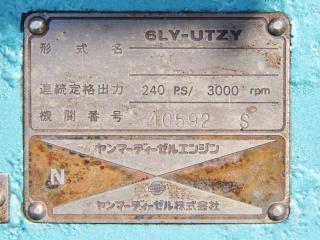 形式名 6LY-UTZY
連続定格出力 240 PS/ 3000 rpm
機関番号 40592 S
ヤンマーディーゼルエンジン
N
ヤンマーディーゼル株式会社